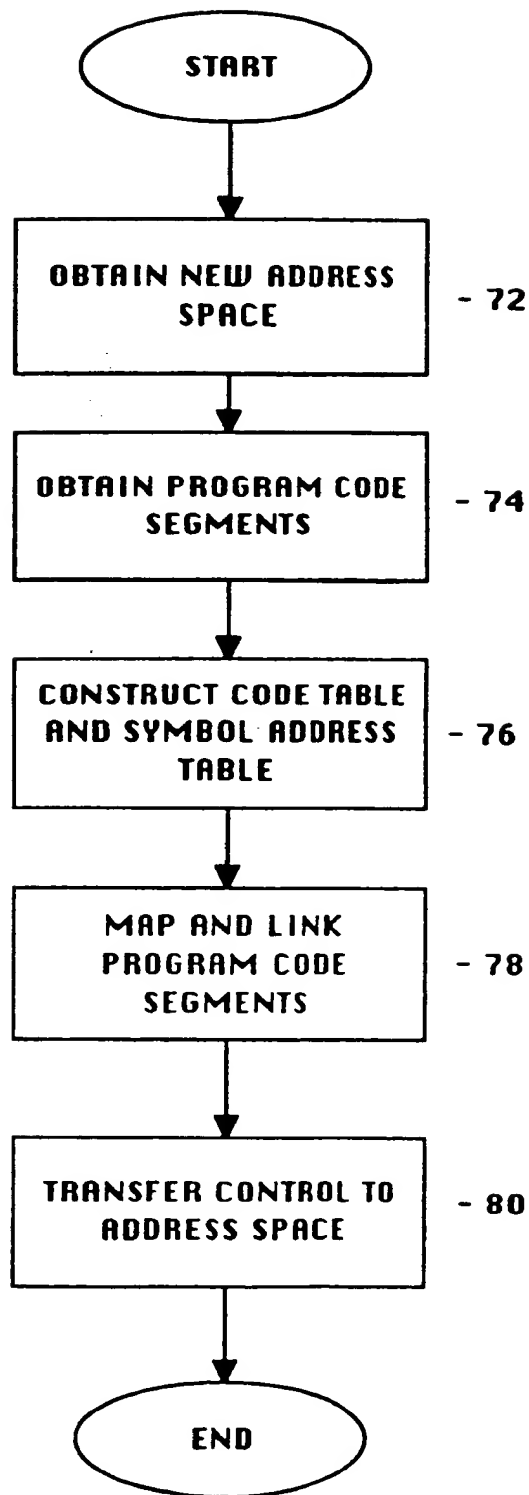 START
OBTAIN NEW ADDRESS
SPACE
- 72
OBTAIN PROGRAM CODE
SEGMENTS
- 74
CONSTRUCT CODE TABLE
AND SYMBOL ADDRESS
TABLE
- 76
MAP AND LINK
PROGRAM CODE
SEGMENTS
- 78
TRANSFER CONTROL TO
ADDRESS SPACE
- 80
END